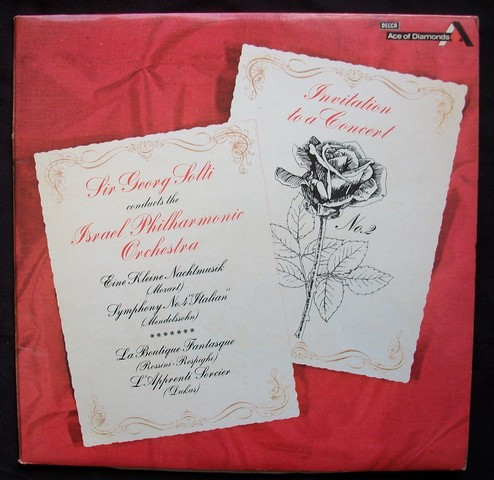 DECCA
Ace of Diamonds
Invitation
to a Concert
No. 2
Sir Georg Solti
conducts the
Israel Philharmonic
Orchestra
Eine Kleine Nachtmusik
(Mozart)
Symphony No. 4 "Italian"
(Mendelssohn)
*******
La Boutique Fantasque
(Rossini-Respighi)
L'Apprenti Sorcier
(Dukas)